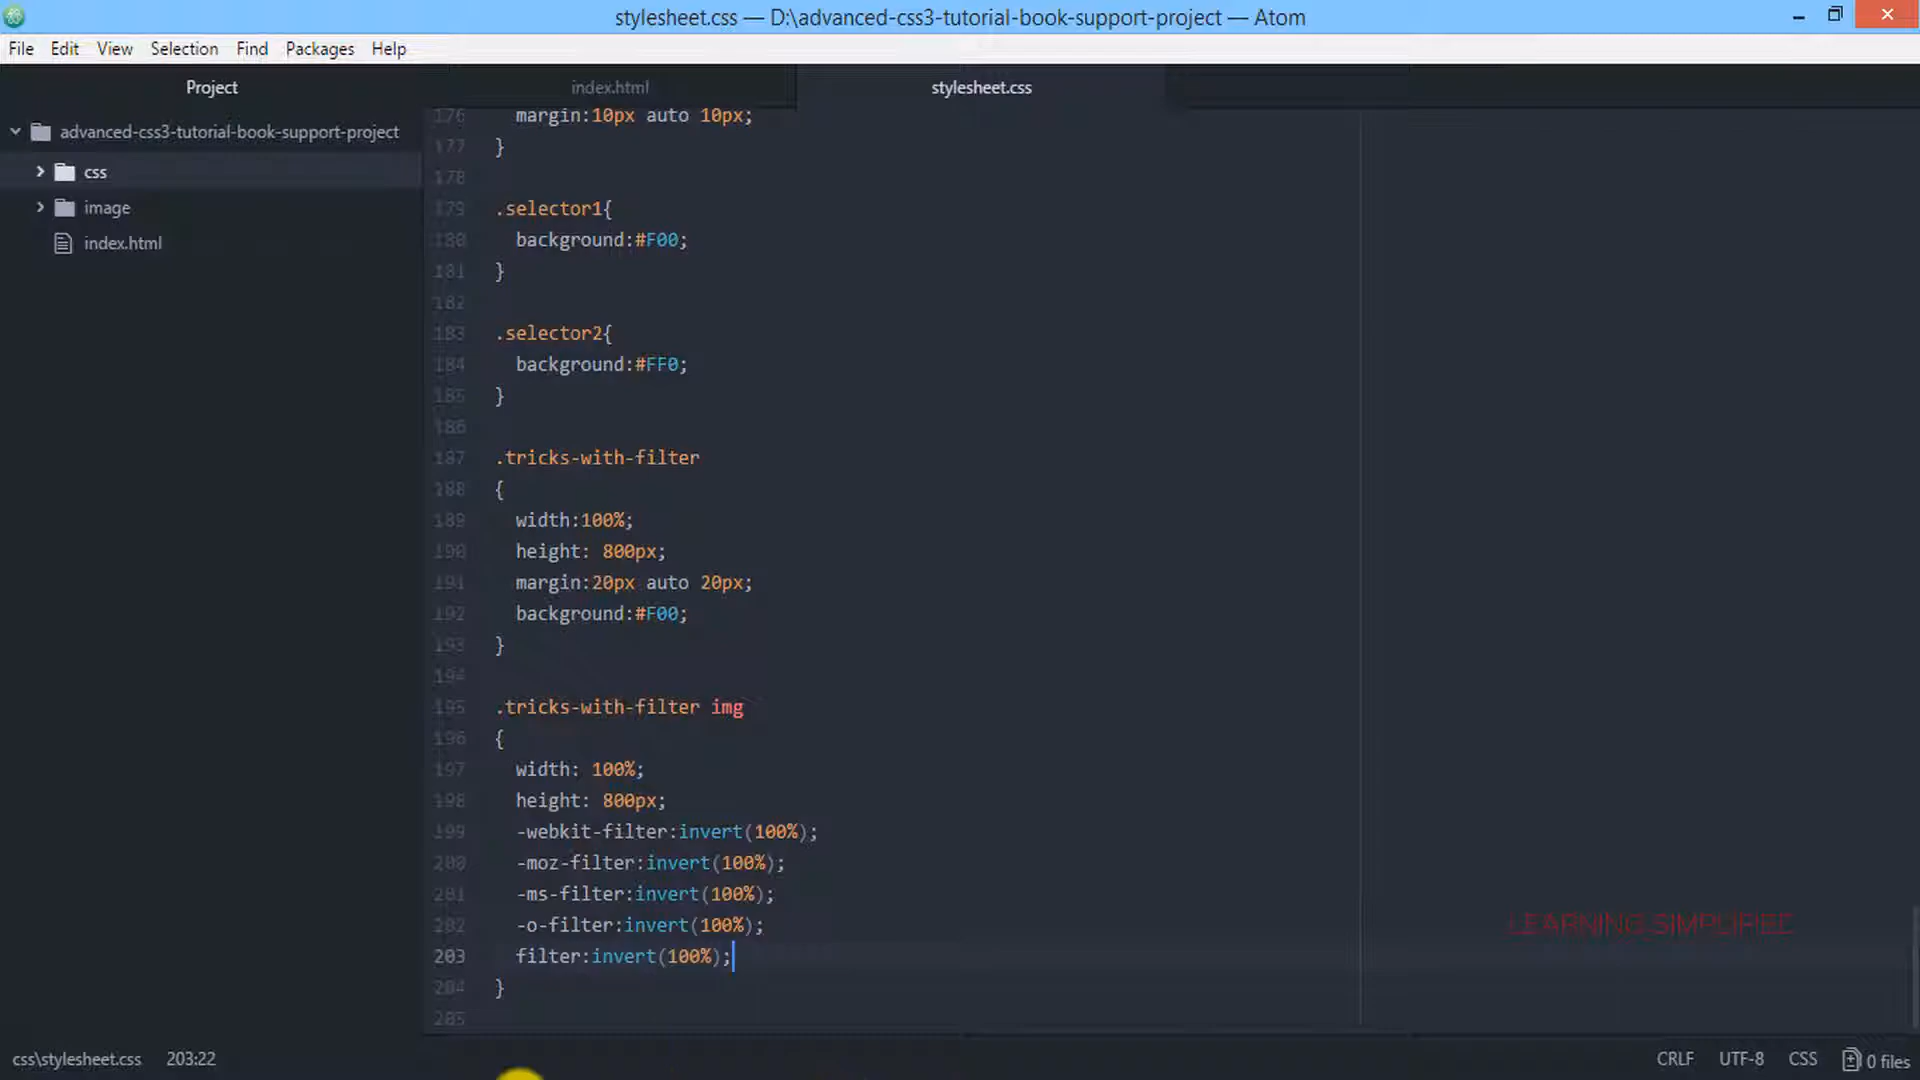 stylesheet.css — D:\advanced-css3-tutorial-book-support-project — Atom
File Edit View Selection Find Packages Help
Project
index.html
stylesheet.css
advanced-css3-tutorial-book-support-project
css
image
index.html
176 margin:10px auto 10px;
177 }
178
179 .selector1{
180 background:#F00;
181 }
182
183 .selector2{
184 background:#FF0;
185 }
186
187 .tricks-with-filter
188 {
189 width:100%;
190 height: 800px;
191 margin:20px auto 20px;
192 background:#F00;
193 }
194
195 .tricks-with-filter img
196 {
197 width: 100%;
198 height: 800px;
199 -webkit-filter:invert(100%);
200 -moz-filter:invert(100%);
201 -ms-filter:invert(100%);
202 -o-filter:invert(100%);
203 filter:invert(100%);
204 }
205
LEARNING SIMPLIFIED
css\stylesheet.css 203:22 CRLF UTF-8 CSS 0 files